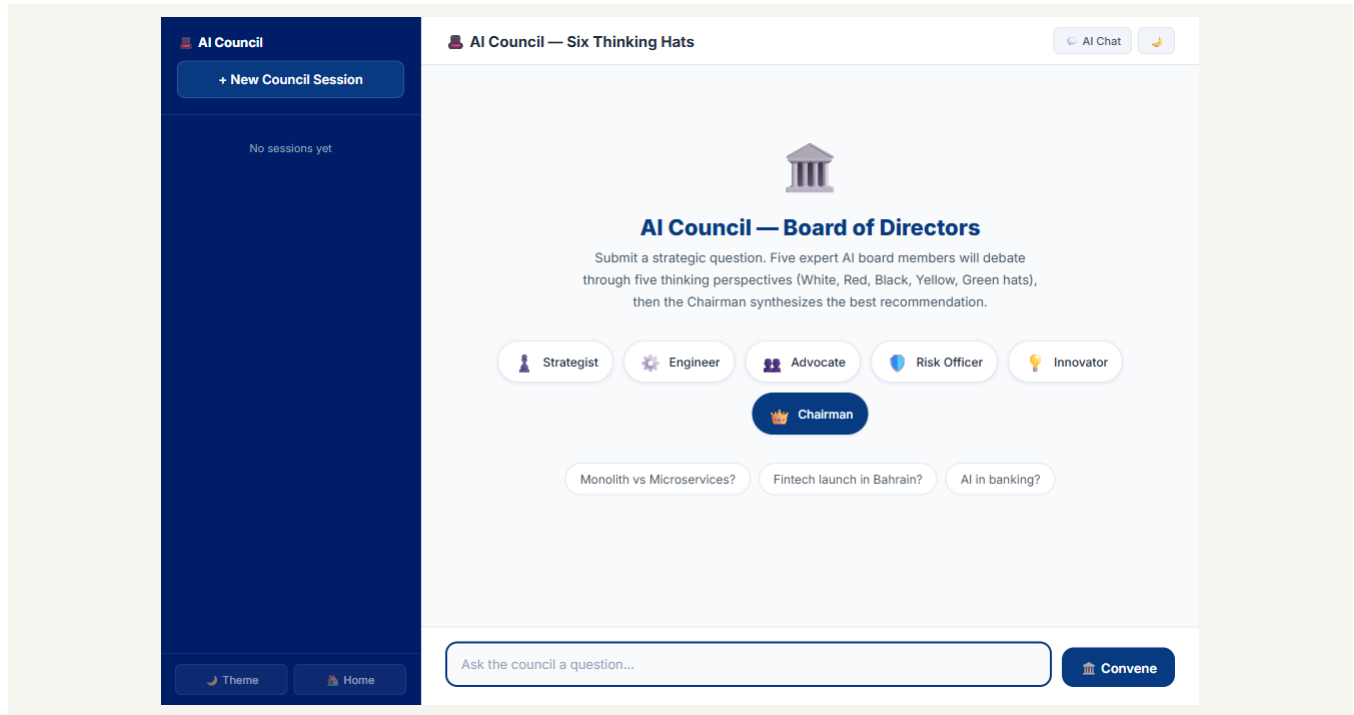 AI Council
+ New Council Session
No sessions yet
Theme
Home
AI Council — Six Thinking Hats
AI Chat
AI Council — Board of Directors
Submit a strategic question. Five expert AI board members will debate
through five thinking perspectives (White, Red, Black, Yellow, Green hats),
then the Chairman synthesizes the best recommendation.
Strategist
Engineer
Advocate
Risk Officer
Innovator
Chairman
Monolith vs Microservices?
Fintech launch in Bahrain?
AI in banking?
Ask the council a question...
Convene